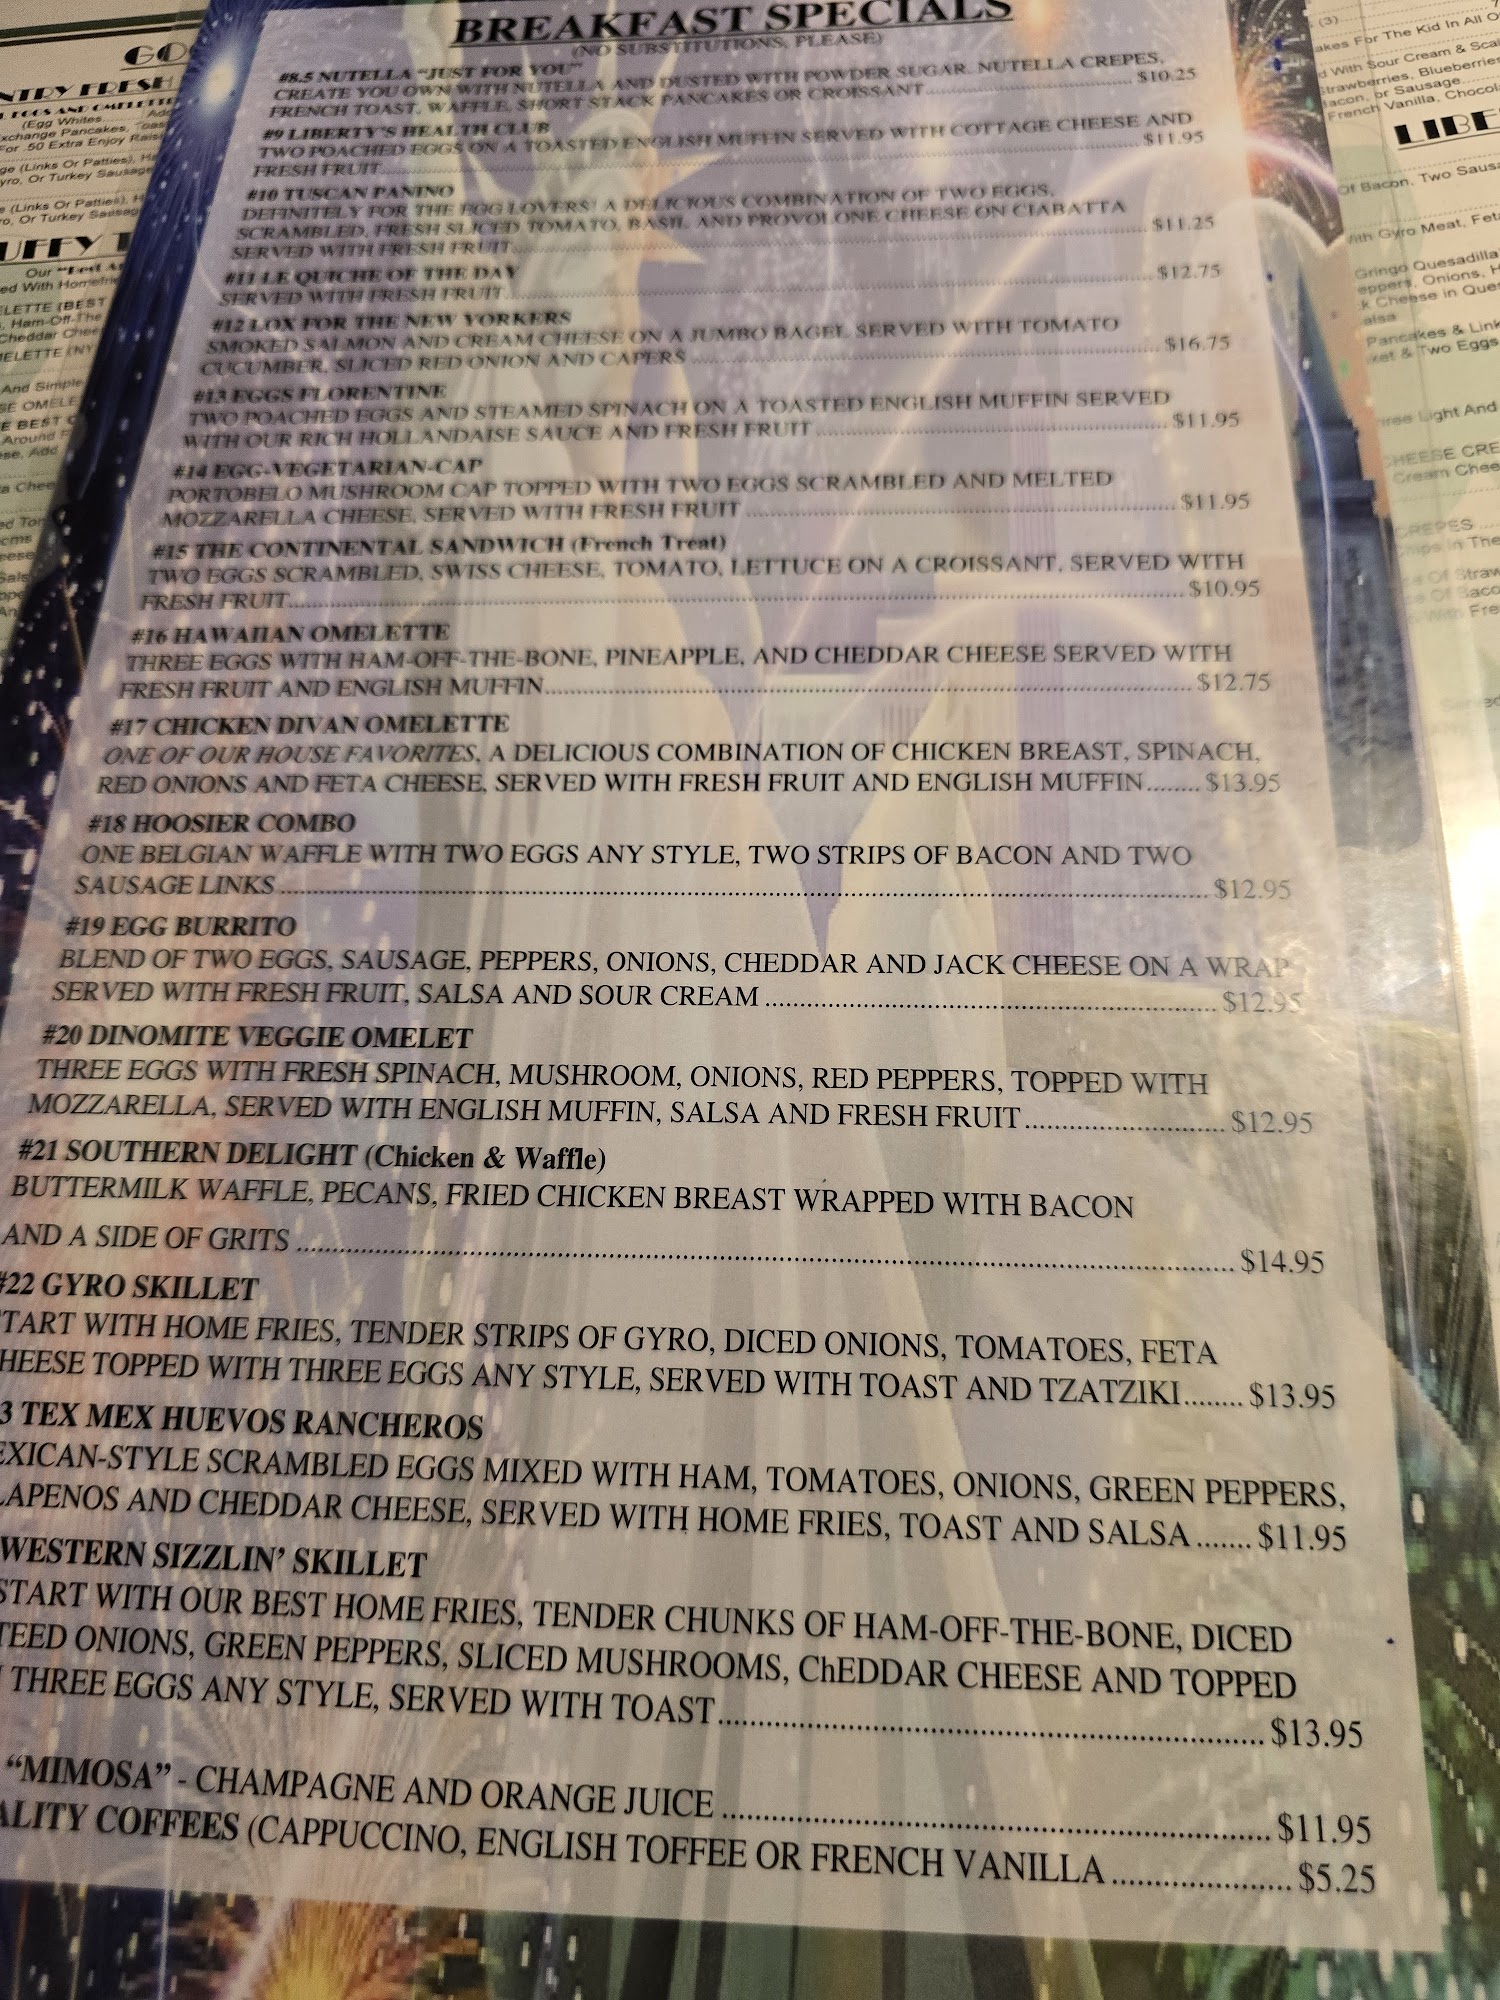 BREAKFAST SPECIALS
(NO SUBSTITUTIONS, PLEASE)
#8.5 NUTELLA "JUST FOR YOU"
CREATE YOU OWN WITH NUTELLA AND DUSTED WITH POWDER SUGAR. NUTELLA CREPES,
FRENCH TOAST, WAFFLE, SHORT STACK PANCAKES OR CROISSANT $10.25
#9 LIBERTY'S HEALTH CLUB
TWO POACHED EGGS ON A TOASTED ENGLISH MUFFIN SERVED WITH COTTAGE CHEESE AND
FRESH FRUIT $11.95
#10 TUSCAN PANINO
DEFINITELY FOR THE EGG LOVERS! A DELICIOUS COMBINATION OF TWO EGGS,
SCRAMBLED, FRESH SLICED TOMATO, BASIL AND PROVOLONE CHEESE ON CIABATTA
SERVED WITH FRESH FRUIT $11.25
#11 LE QUICHE OF THE DAY
SERVED WITH FRESH FRUIT $12.75
#12 LOX FOR THE NEW YORKERS
SMOKED SALMON AND CREAM CHEESE ON A JUMBO BAGEL SERVED WITH TOMATO
CUCUMBER, SLICED RED ONION AND CAPERS $16.75
#13 EGGS FLORENTINE
TWO POACHED EGGS AND STEAMED SPINACH ON A TOASTED ENGLISH MUFFIN SERVED
WITH OUR RICH HOLLANDAISE SAUCE AND FRESH FRUIT $11.95
#14 EGG-VEGETARIAN-CAP
PORTOBELO MUSHROOM CAP TOPPED WITH TWO EGGS SCRAMBLED AND MELTED
MOZZARELLA CHEESE, SERVED WITH FRESH FRUIT $11.95
#15 THE CONTINENTAL SANDWICH (French Treat)
TWO EGGS SCRAMBLED, SWISS CHEESE, TOMATO, LETTUCE ON A CROISSANT, SERVED WITH
FRESH FRUIT $10.95
#16 HAWAIIAN OMELETTE
THREE EGGS WITH HAM-OFF-THE-BONE, PINEAPPLE, AND CHEDDAR CHEESE SERVED WITH
FRESH FRUIT AND ENGLISH MUFFIN $12.75
#17 CHICKEN DIVAN OMELETTE
ONE OF OUR HOUSE FAVORITES, A DELICIOUS COMBINATION OF CHICKEN BREAST, SPINACH,
RED ONIONS AND FETA CHEESE, SERVED WITH FRESH FRUIT AND ENGLISH MUFFIN ........ $13.95
#18 HOOSIER COMBO
ONE BELGIAN WAFFLE WITH TWO EGGS ANY STYLE, TWO STRIPS OF BACON AND TWO
SAUSAGE LINKS $12.95
#19 EGG BURRITO
BLEND OF TWO EGGS, SAUSAGE, PEPPERS, ONIONS, CHEDDAR AND JACK CHEESE ON A WRAP
SERVED WITH FRESH FRUIT, SALSA AND SOUR CREAM $12.95
#20 DINOMITE VEGGIE OMELET
THREE EGGS WITH FRESH SPINACH, MUSHROOM, ONIONS, RED PEPPERS, TOPPED WITH
MOZZARELLA, SERVED WITH ENGLISH MUFFIN, SALSA AND FRESH FRUIT $12.95
#21 SOUTHERN DELIGHT (Chicken & Waffle)
BUTTERMILK WAFFLE, PECANS, FRIED CHICKEN BREAST WRAPPED WITH BACON
AND A SIDE OF GRITS $14.95
#22 GYRO SKILLET
TART WITH HOME FRIES, TENDER STRIPS OF GYRO, DICED ONIONS, TOMATOES, FETA
HEESE TOPPED WITH THREE EGGS ANY STYLE, SERVED WITH TOAST AND TZATZIKI ........ $13.95
3 TEX MEX HUEVOS RANCHEROS
EXICAN-STYLE SCRAMBLED EGGS MIXED WITH HAM, TOMATOES, ONIONS, GREEN PEPPERS,
LAPENOS AND CHEDDAR CHEESE, SERVED WITH HOME FRIES, TOAST AND SALSA ....... $11.95
WESTERN SIZZLIN' SKILLET
START WITH OUR BEST HOME FRIES, TENDER CHUNKS OF HAM-OFF-THE-BONE, DICED
TEED ONIONS, GREEN PEPPERS, SLICED MUSHROOMS, ChEDDAR CHEESE AND TOPPED
THREE EGGS ANY STYLE, SERVED WITH TOAST $13.95
"MIMOSA" - CHAMPAGNE AND ORANGE JUICE $11.95
ALITY COFFEES (CAPPUCCINO, ENGLISH TOFFEE OR FRENCH VANILLA $5.25